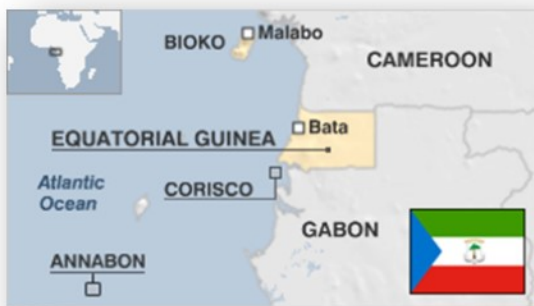 BIOKO
Malabo
CAMEROON
Bata
EQUATORIAL GUINEA
Atlantic
Ocean
CORISCO
GABON
ANNABON